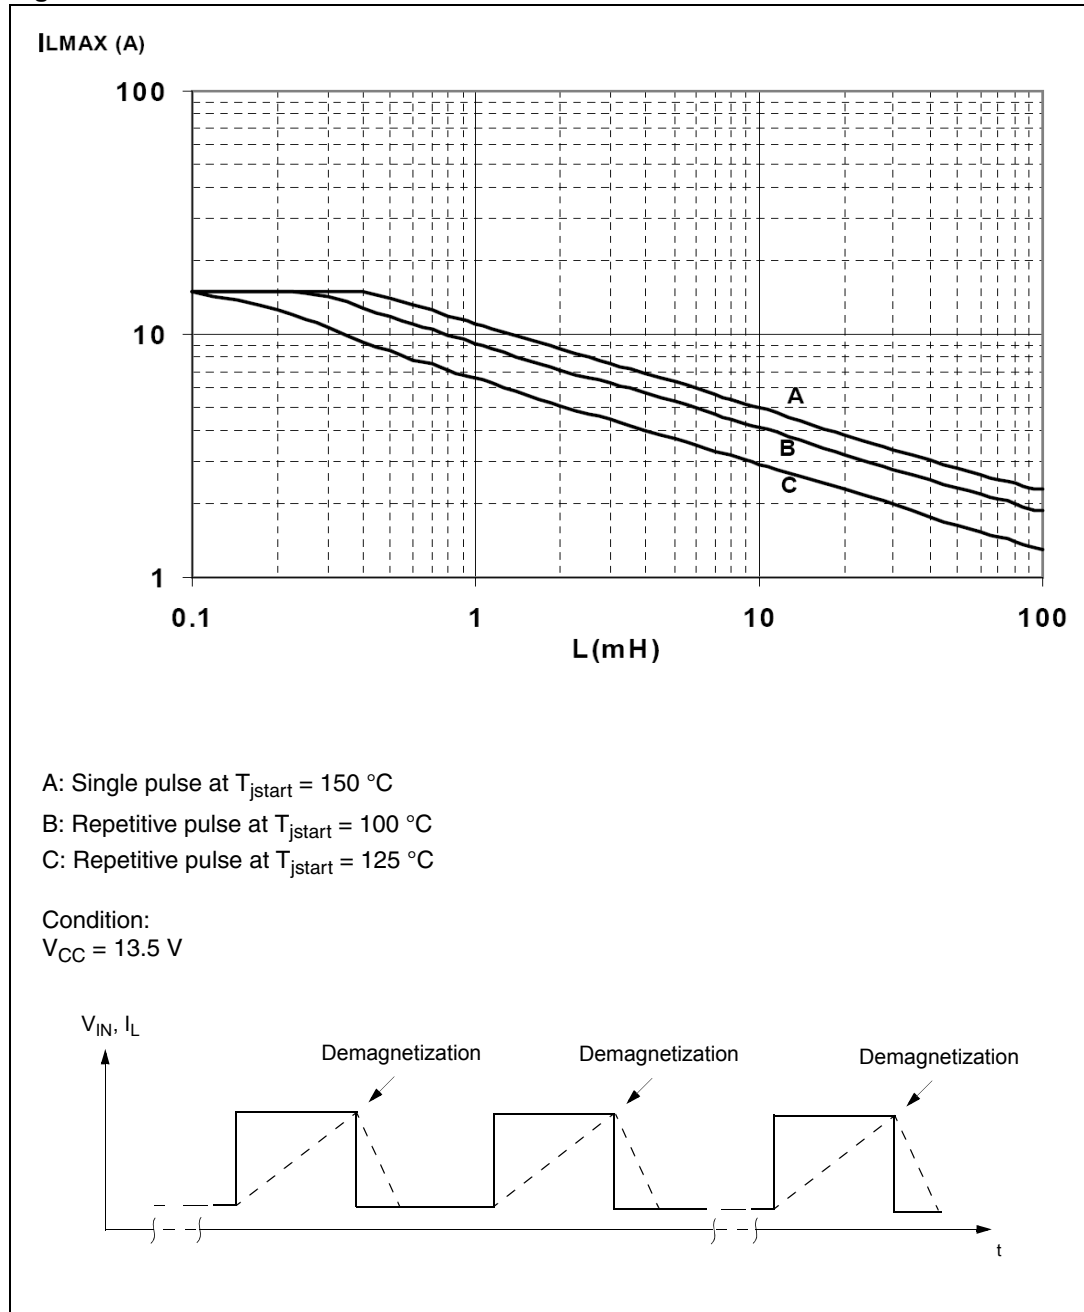 ILMAX (A)
100
10
1
A
B
C
0.1 1 10 100
L(mH)
A: Single pulse at Tjstart = 150 °C
B: Repetitive pulse at Tjstart = 100 °C
C: Repetitive pulse at Tjstart = 125 °C
Condition:
VCC = 13.5 V
VIN, IL
Demagnetization Demagnetization Demagnetization
t